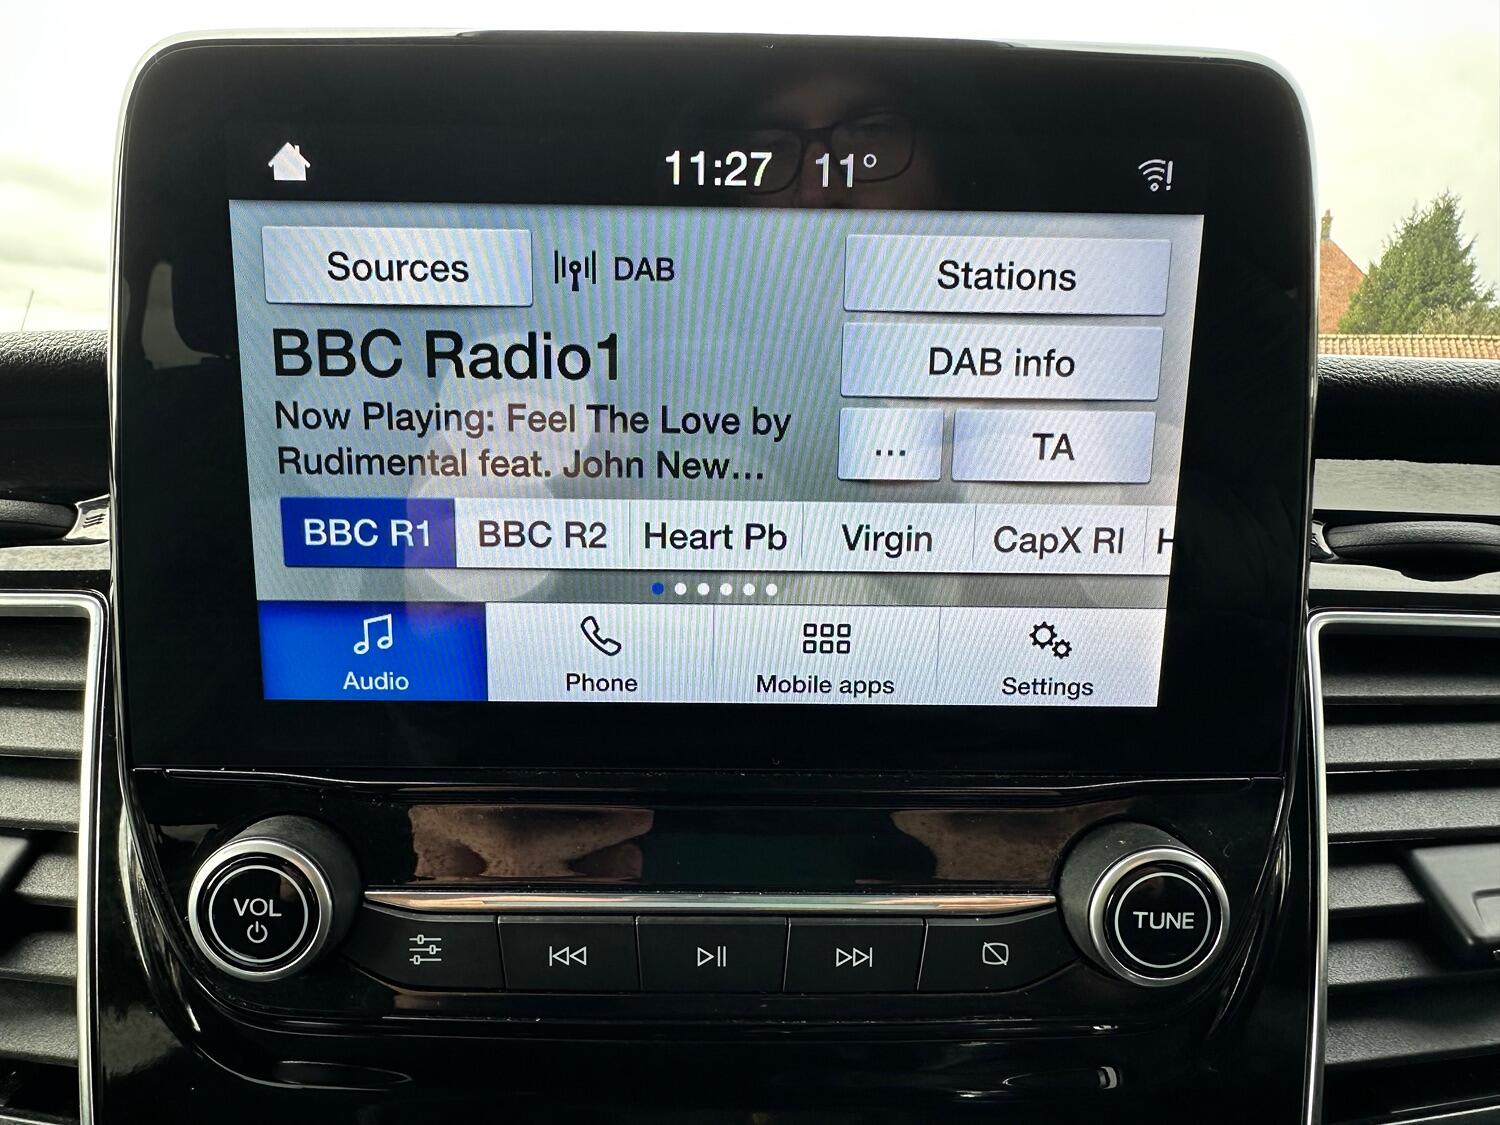 11:27 11°
Sources DAB Stations
BBC Radio1
DAB info
Now Playing: Feel The Love by
Rudimental feat. John New...
... TA
BBC R1 BBC R2 Heart Pb Virgin CapX Rl H
Audio Phone Mobile apps Settings
VOL TUNE